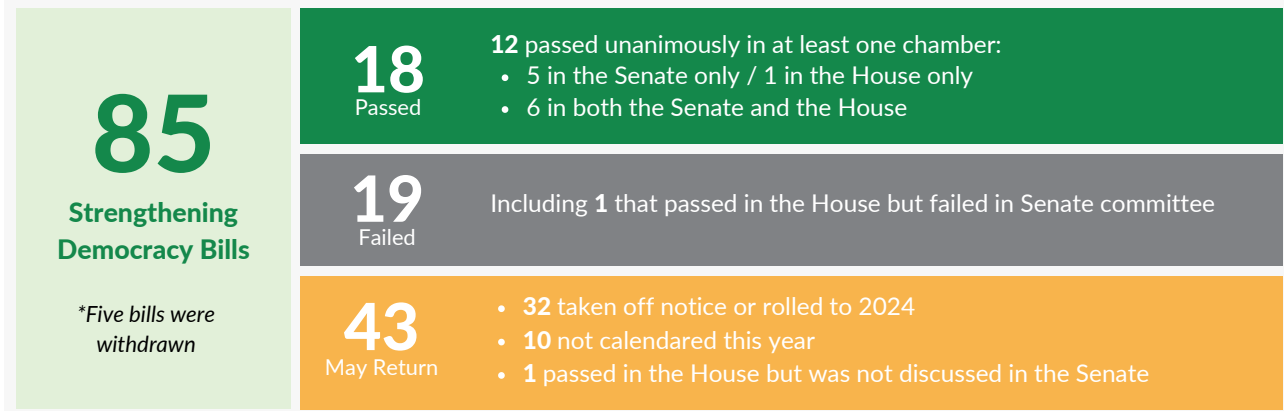 85
Strengthening
Democracy Bills
*Five bills were
withdrawn
18
Passed
12 passed unanimously in at least one chamber:
• 5 in the Senate only / 1 in the House only
• 6 in both the Senate and the House
19
Failed
Including 1 that passed in the House but failed in Senate committee
43
May Return
• 32 taken off notice or rolled to 2024
• 10 not calendared this year
• 1 passed in the House but was not discussed in the Senate